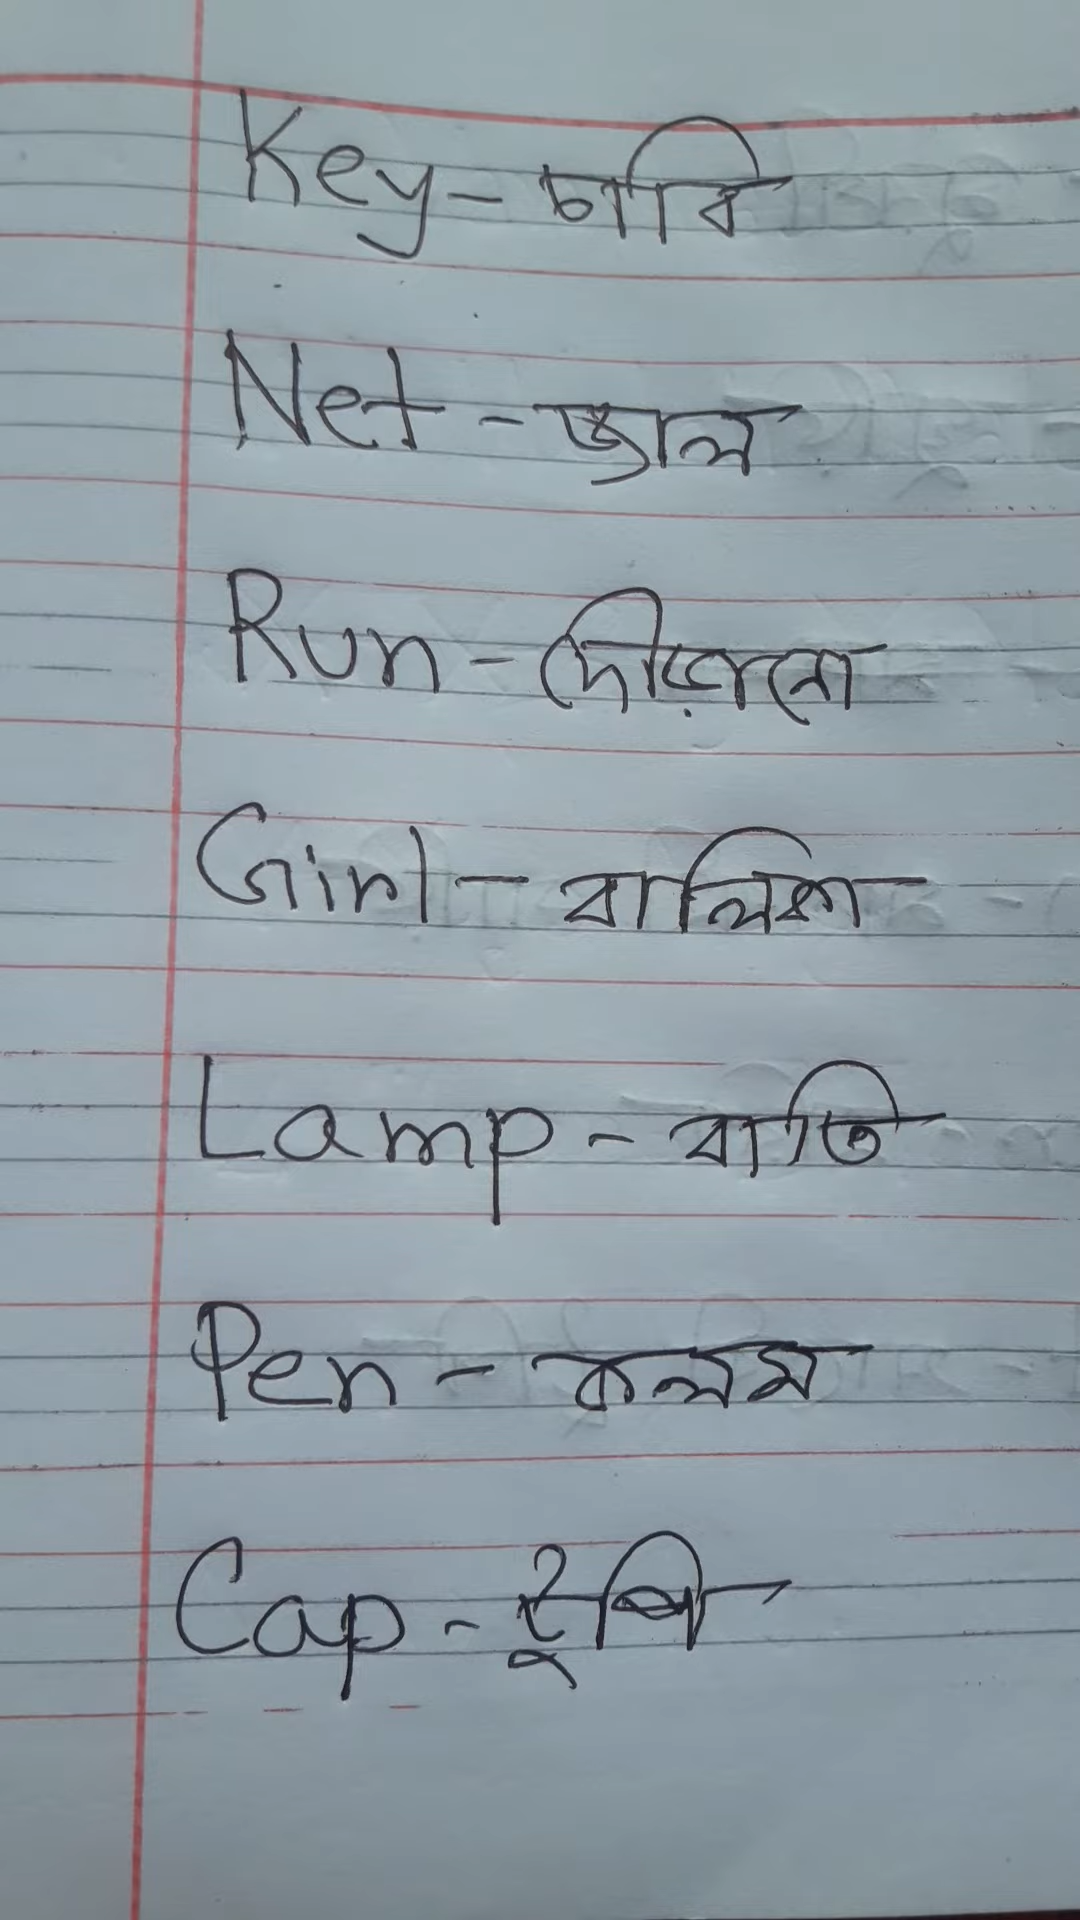 Key - চাবি
Net - জাল
Run - দৌড়ানো
Girl - বালিকা
Lamp - বাতি
Pen - কলম
Cap - টুপি